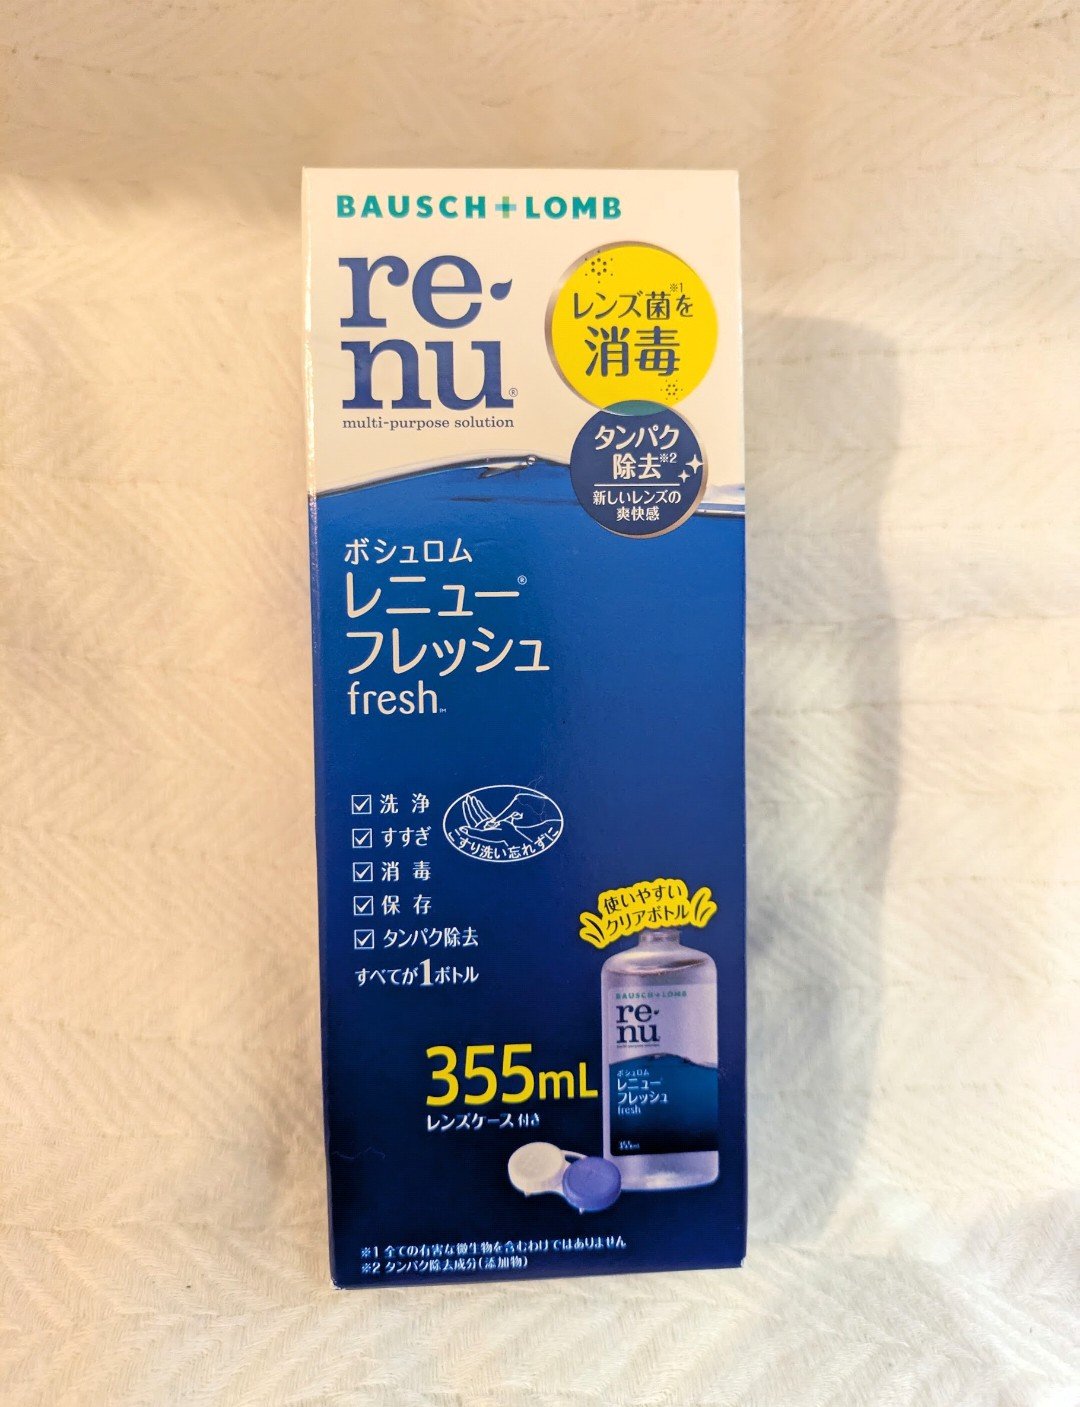 BAUSCH+LOMB
re-
nu®
multi-purpose solution
レンズ菌※1を
消毒
タンパク
除去※2
新しいレンズの
爽快感
ボシュロム
レニュー®
フレッシュ
fresh™
洗浄
すすぎ
消毒
保存
タンパク除去
すべてが1ボトル
こすり洗い忘れずに
使いやすい
クリアボトル
BAUSCH+LOMB
re-
nu
multi-purpose solution
ボシュロム
レニュー
フレッシュ
fresh
355mL
355mL
レンズケース付き
※1 全ての有害な微生物を含むわけではありません
※2 タンパク除去成分(添加物)